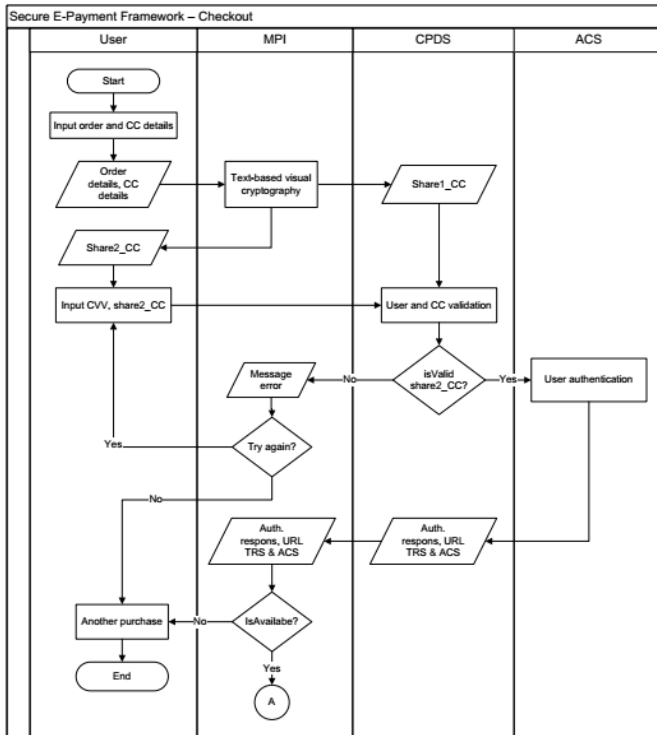 Secure E-Payment Framework – Checkout
User
MPI
CPDS
ACS
Start
Input order and CC details
Order
details, CC
details
Text-based visual
cryptography
Share1_CC
Share2_CC
Input CVV, share2_CC
User and CC validation
Message
error
No
isValid
share2_CC?
Yes
User authentication
Yes
Try again?
No
Auth.
respons, URL
TRS & ACS
Auth.
respons, URL
TRS & ACS
Another purchase
No
IsAvailabe?
End
Yes
A